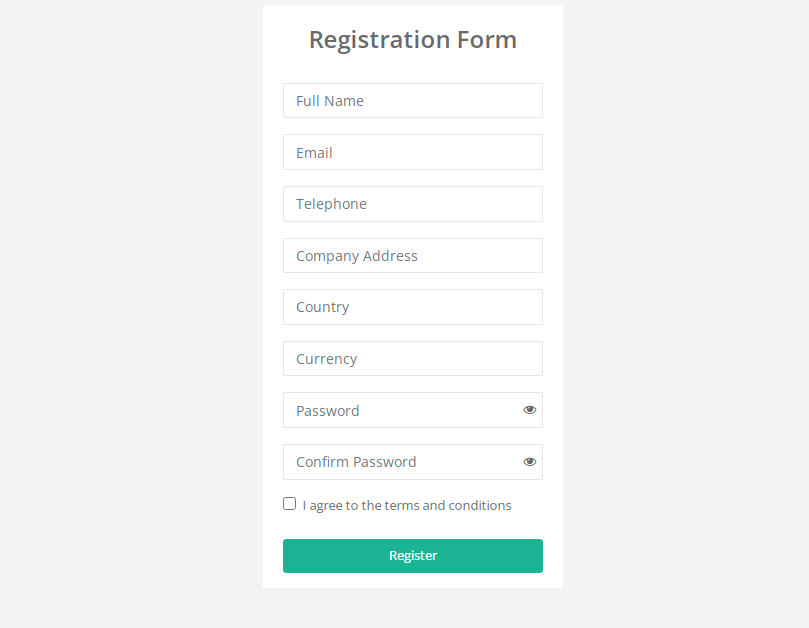 Registration Form
Full Name
Email
Telephone
Company Address
Country
Currency
Password
Confirm Password
I agree to the terms and conditions
Register